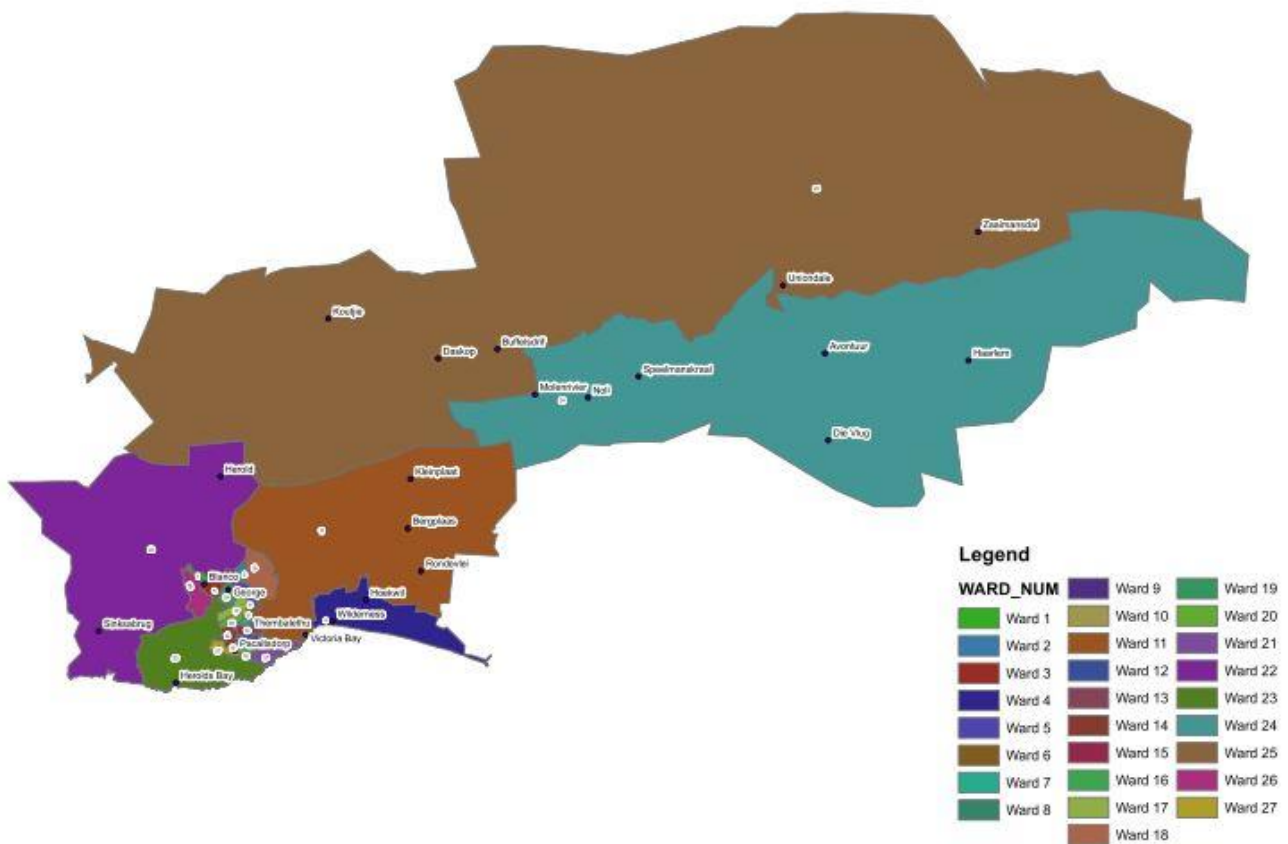 Zaaimansdal
Uniondale
Koutjie
Buffelsdrif
Daskop
Avontuur
Haarlem
Speelmanskraal
Molenrivier
Noll
Die Vlug
Herold
Kleinplaat
Bergplaas
Rondevlei
Blanco
George
Hoekwil
Wilderness
Thembalethu
Sinksabrug
Victoria Bay
Pacaltsdorp
Herolds Bay
Legend
WARD_NUM
Ward 1
Ward 2
Ward 3
Ward 4
Ward 5
Ward 6
Ward 7
Ward 8
Ward 9
Ward 10
Ward 11
Ward 12
Ward 13
Ward 14
Ward 15
Ward 16
Ward 17
Ward 18
Ward 19
Ward 20
Ward 21
Ward 22
Ward 23
Ward 24
Ward 25
Ward 26
Ward 27